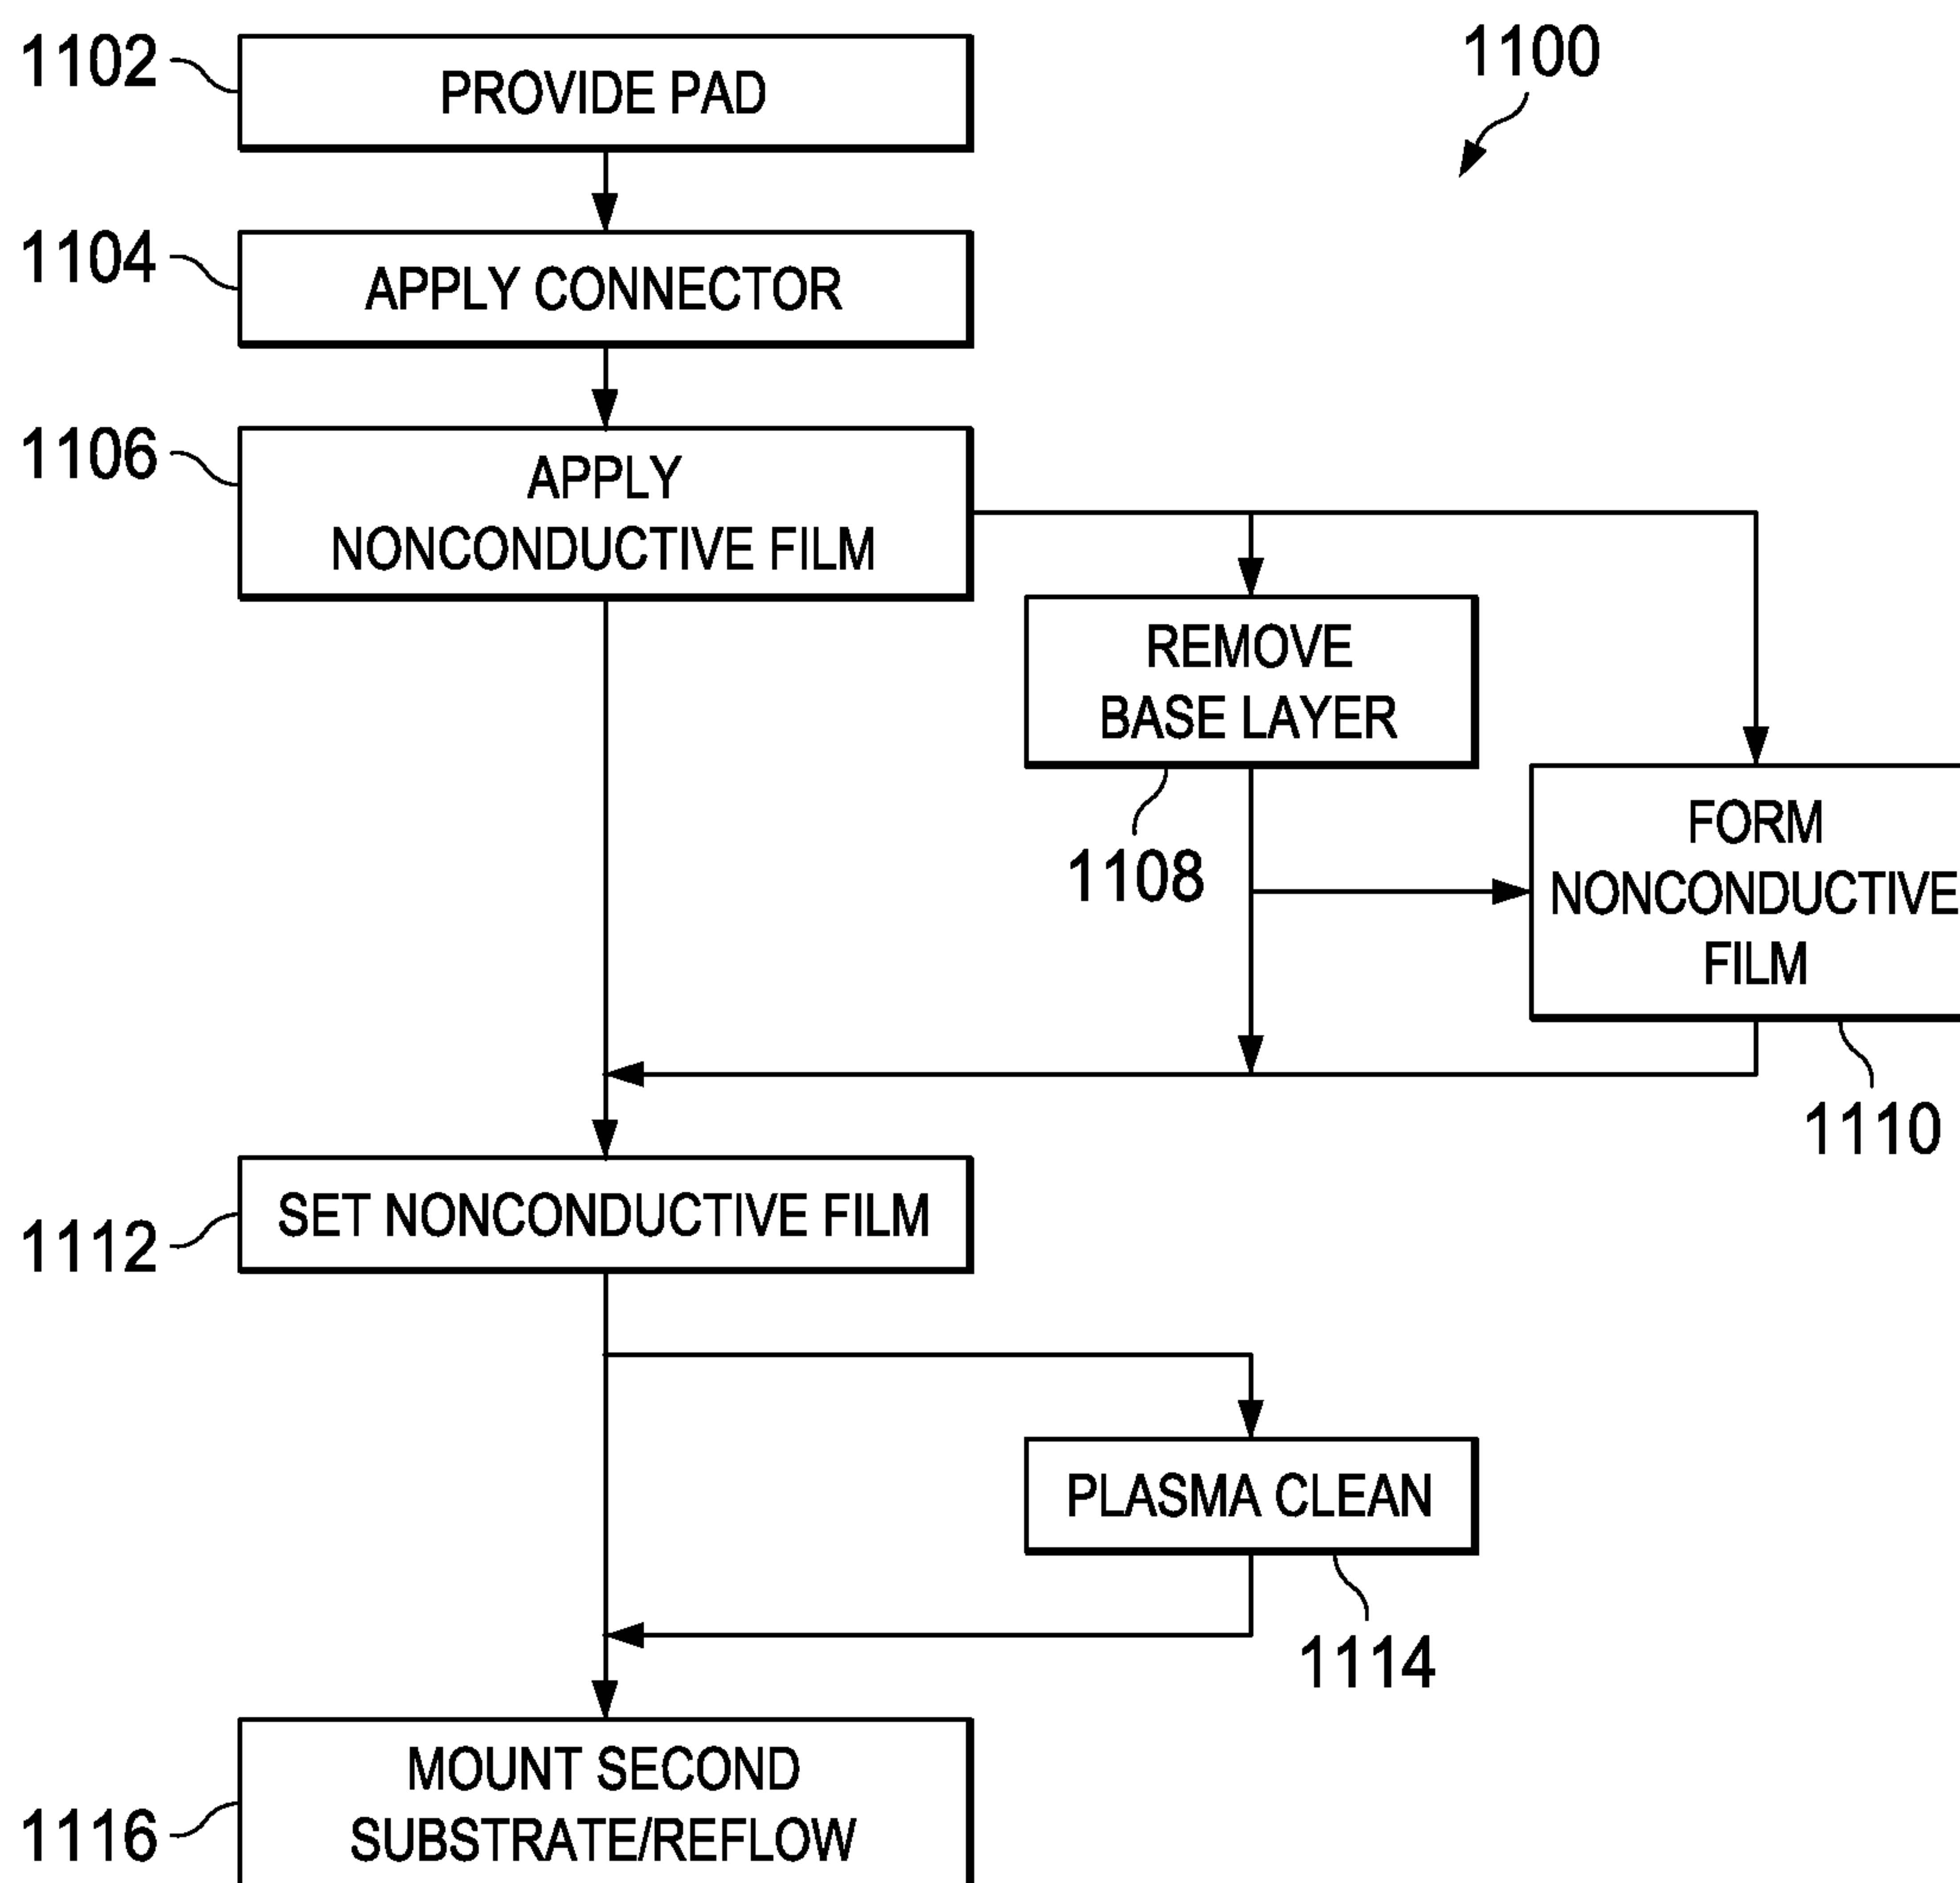 1100
1102
PROVIDE PAD
1104
APPLY CONNECTOR
1106
APPLY
NONCONDUCTIVE FILM
REMOVE
BASE LAYER
1108
FORM
NONCONDUCTIVE
FILM
1110
1112
SET NONCONDUCTIVE FILM
PLASMA CLEAN
1114
1116
MOUNT SECOND
SUBSTRATE/REFLOW